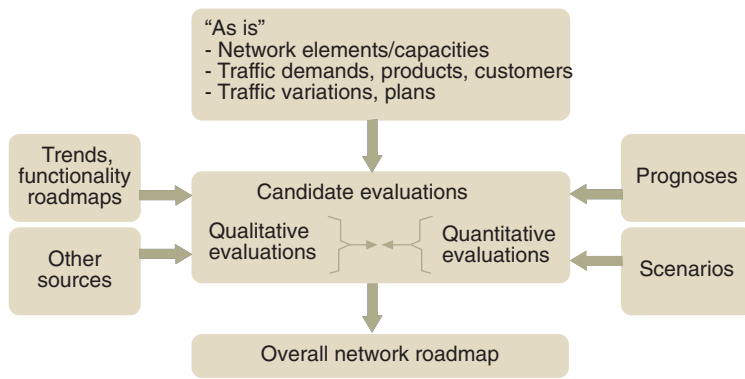 “As is”
- Network elements/capacities
- Traffic demands, products, customers
- Traffic variations, plans
Trends,
functionality
roadmaps
Other
sources
Candidate evaluations
Qualitative
evaluations
Quantitative
evaluations
Prognoses
Scenarios
Overall network roadmap